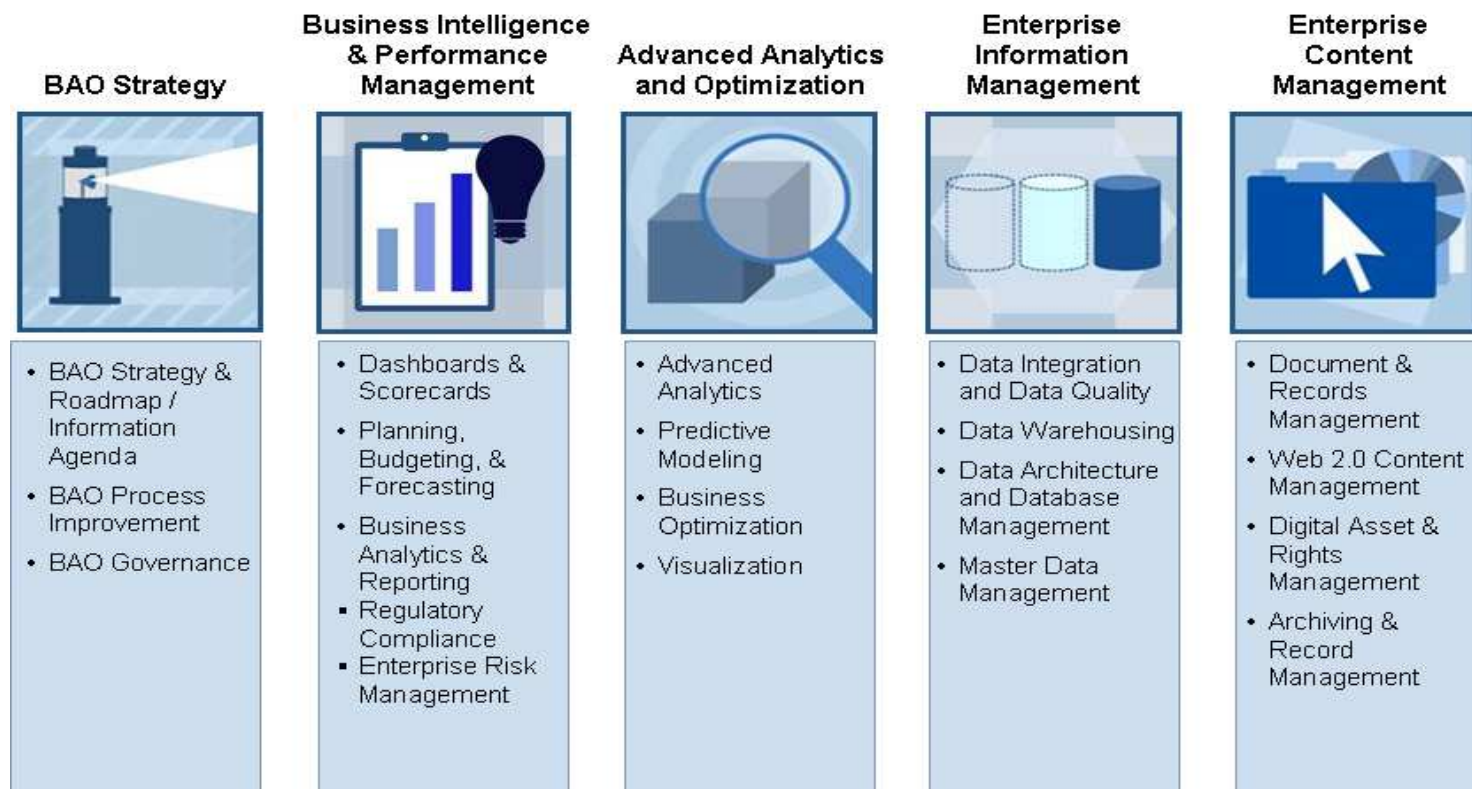 BAO Strategy
Business Intelligence
& Performance
Management
Advanced Analytics
and Optimization
Enterprise
Information
Management
Enterprise
Content
Management
• BAO Strategy &
Roadmap /
Information
Agenda
• BAO Process
Improvement
• BAO Governance
• Dashboards &
Scorecards
• Planning,
Budgeting, &
Forecasting
• Business
Analytics &
Reporting
▪ Regulatory
Compliance
▪ Enterprise Risk
Management
• Advanced
Analytics
• Predictive
Modeling
• Business
Optimization
• Visualization
• Data Integration
and Data Quality
• Data Warehousing
• Data Architecture
and Database
Management
• Master Data
Management
• Document &
Records
Management
• Web 2.0 Content
Management
• Digital Asset &
Rights
Management
• Archiving &
Record
Management